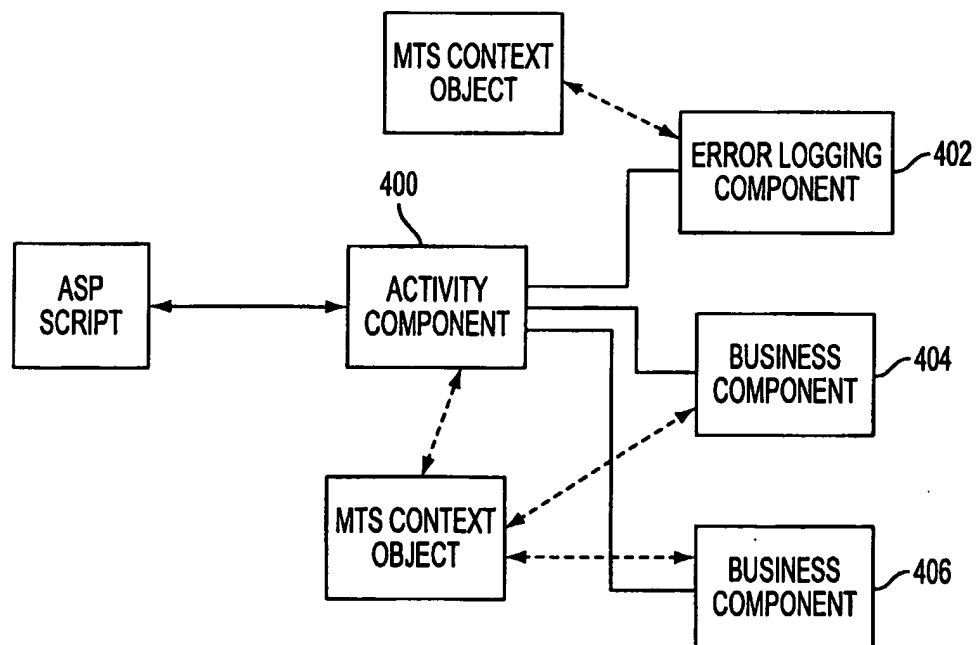 MTS CONTEXT
OBJECT
ERROR LOGGING
COMPONENT
402
400
ASP
SCRIPT
ACTIVITY
COMPONENT
BUSINESS
COMPONENT
404
MTS CONTEXT
OBJECT
BUSINESS
COMPONENT
406